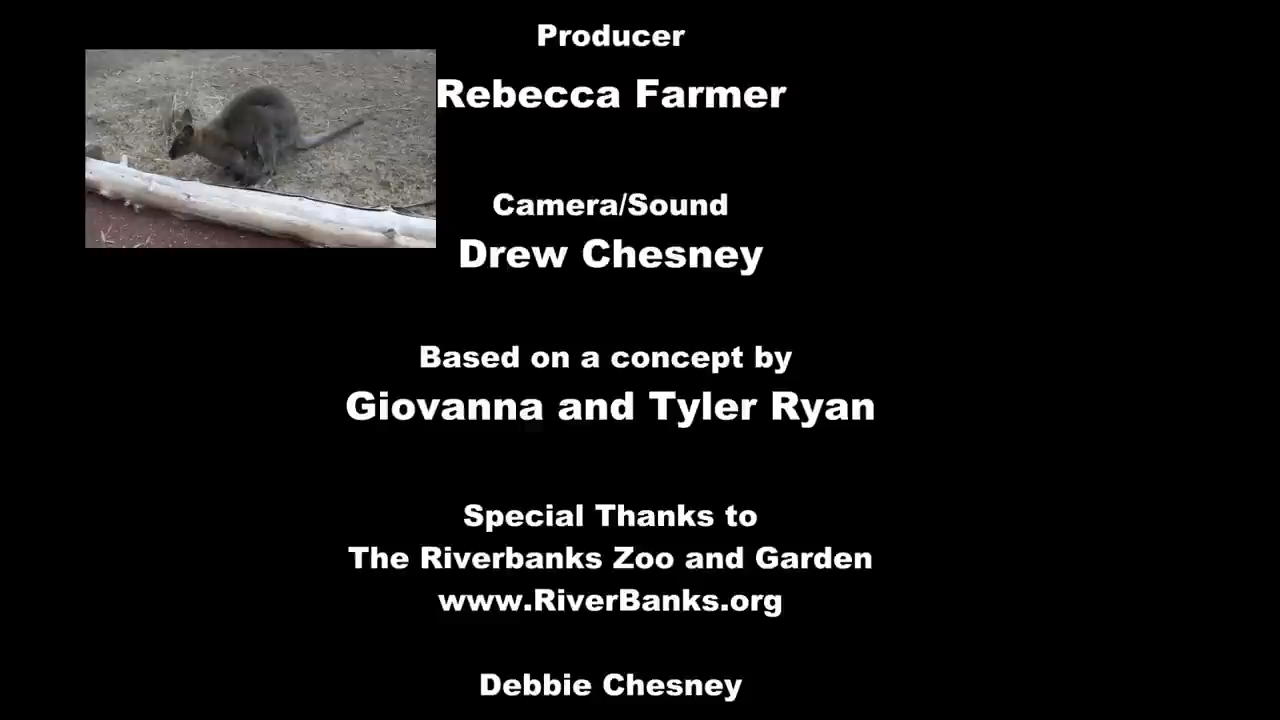 Producer
Rebecca Farmer
Camera/Sound
Drew Chesney
Based on a concept by
Giovanna and Tyler Ryan
Special Thanks to
The Riverbanks Zoo and Garden
www.RiverBanks.org
Debbie Chesney